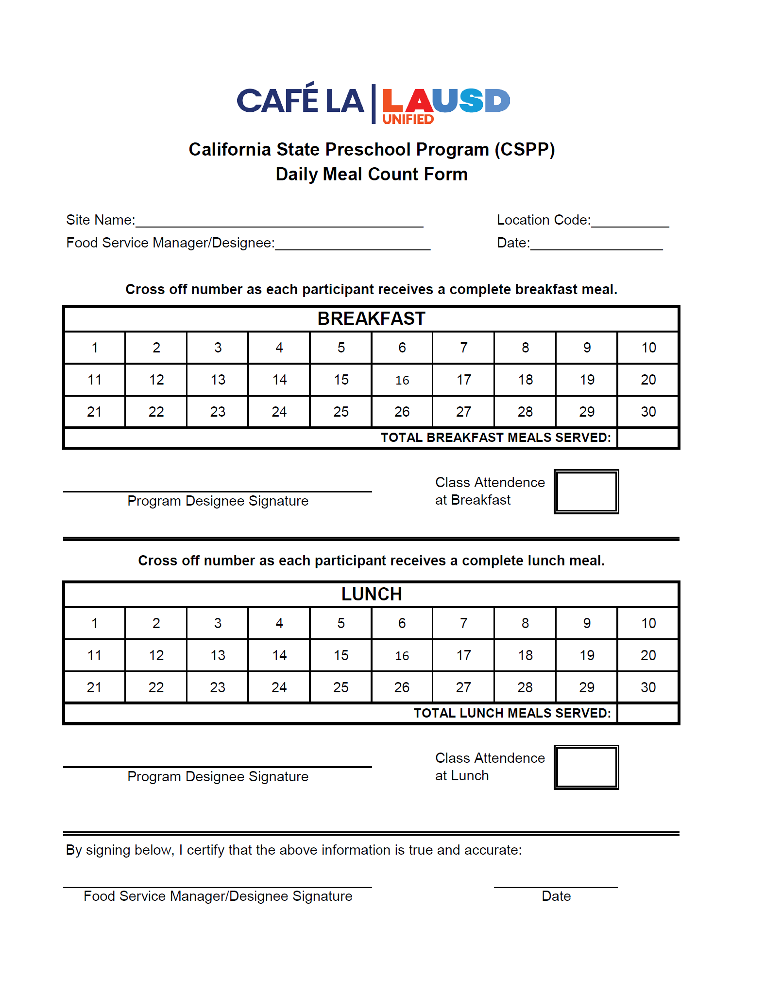 CAFÉ LA | LAUSD
UNIFIED
California State Preschool Program (CSPP)
Daily Meal Count Form
Site Name: Location Code:
Food Service Manager/Designee: Date:
Cross off number as each participant receives a complete breakfast meal.
BREAKFAST
1 2 3 4 5 6 7 8 9 10
11 12 13 14 15 16 17 18 19 20
21 22 23 24 25 26 27 28 29 30
TOTAL BREAKFAST MEALS SERVED:
Class Attendence
at Breakfast
Program Designee Signature
Cross off number as each participant receives a complete lunch meal.
LUNCH
1 2 3 4 5 6 7 8 9 10
11 12 13 14 15 16 17 18 19 20
21 22 23 24 25 26 27 28 29 30
TOTAL LUNCH MEALS SERVED:
Class Attendence
at Lunch
Program Designee Signature
By signing below, I certify that the above information is true and accurate:
Food Service Manager/Designee Signature Date